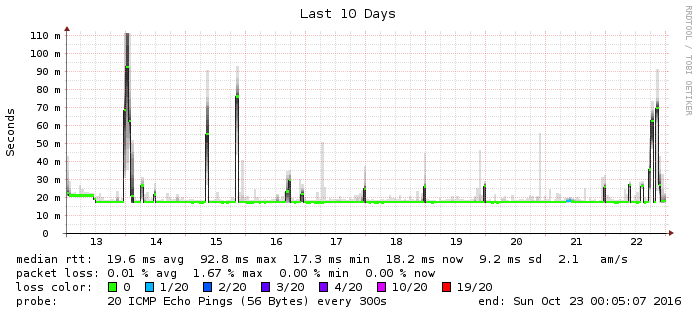 Last 10 Days
RRDTOOL / TOBI OETIKER
Seconds
110 m
100 m
90 m
80 m
70 m
60 m
50 m
40 m
30 m
20 m
10 m
0
13 14 15 16 17 18 19 20 21 22
median rtt: 19.6 ms avg 92.8 ms max 17.3 ms min 18.2 ms now 9.2 ms sd 2.1 am/s
packet loss: 0.01 % avg 1.67 % max 0.00 % min 0.00 % now
loss color: 0 1/20 2/20 3/20 4/20 10/20 19/20
probe: 20 ICMP Echo Pings (56 Bytes) every 300s end: Sun Oct 23 00:05:07 2016